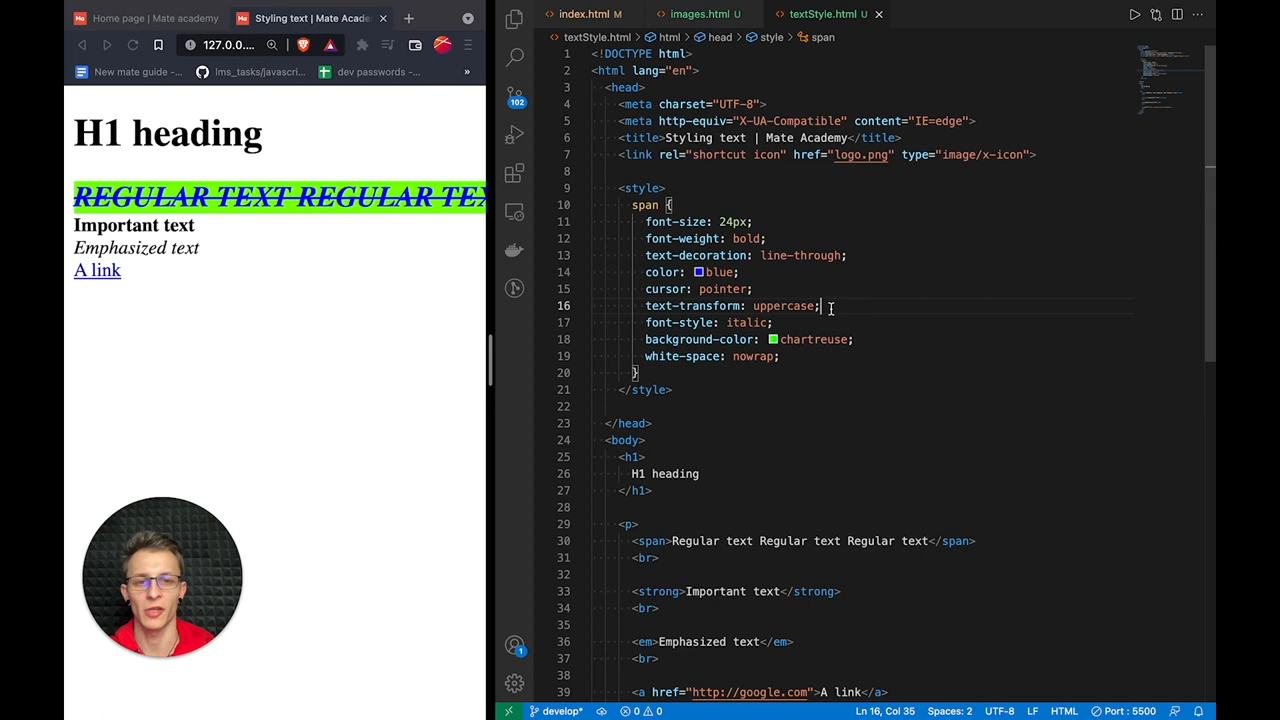 Home page | Mate academy
Styling text | Mate Acade
127.0.0....
New mate guide -...
lms_tasks/javascri...
dev passwords -...
»
H1 heading
REGULAR TEXT REGULAR TEX
Important text
Emphasized text
A link
index.html M
images.html U
textStyle.html U
textStyle.html > html > head > style > span
102
1
1 <!DOCTYPE html>
2 <html lang="en">
3 <head>
4 <meta charset="UTF-8">
5 <meta http-equiv="X-UA-Compatible" content="IE=edge">
6 <title>Styling text | Mate Academy</title>
7 <link rel="shortcut icon" href="logo.png" type="image/x-icon">
8
9 <style>
10 span {
11 font-size: 24px;
12 font-weight: bold;
13 text-decoration: line-through;
14 color: blue;
15 cursor: pointer;
16 text-transform: uppercase;
17 font-style: italic;
18 background-color: chartreuse;
19 white-space: nowrap;
20 }
21 </style>
22
23 </head>
24 <body>
25 <h1>
26 H1 heading
27 </h1>
28
29 <p>
30 <span>Regular text Regular text Regular text</span>
31 <br>
32
33 <strong>Important text</strong>
34 <br>
35
36 <em>Emphasized text</em>
37 <br>
38
39 <a href="http://google.com">A link</a>
develop* 0 0 Ln 16, Col 35 Spaces: 2 UTF-8 LF HTML Port : 5500